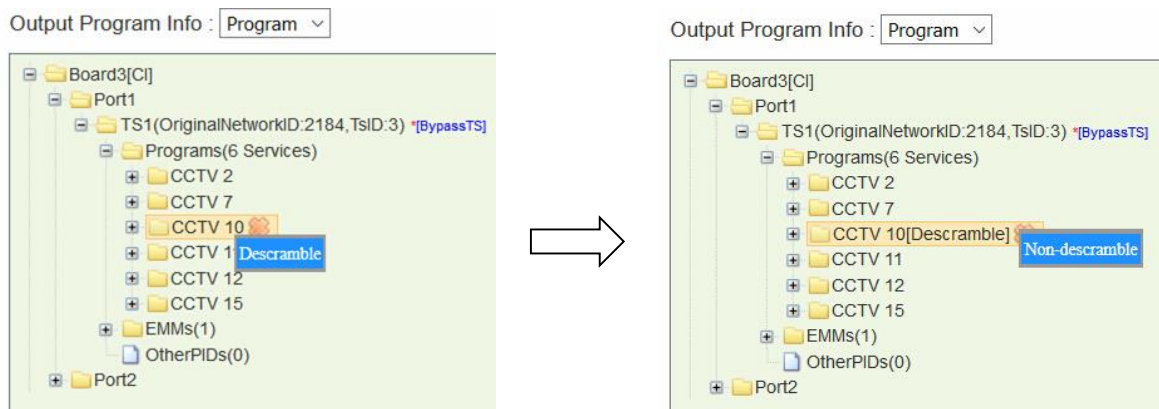 Output Program Info : Program
Board3[CI]
Port1
TS1(OriginalNetworkID:2184,TsID:3) *[BypassTS]
Programs(6 Services)
CCTV 2
CCTV 7
CCTV 10
Descramble
CCTV 12
CCTV 15
EMMs(1)
OtherPIDs(0)
Port2
Output Program Info : Program
Board3[CI]
Port1
TS1(OriginalNetworkID:2184,TsID:3) *[BypassTS]
Programs(6 Services)
CCTV 2
CCTV 7
CCTV 10[Descramble]
Non-descramble
CCTV 11
CCTV 12
CCTV 15
EMMs(1)
OtherPIDs(0)
Port2